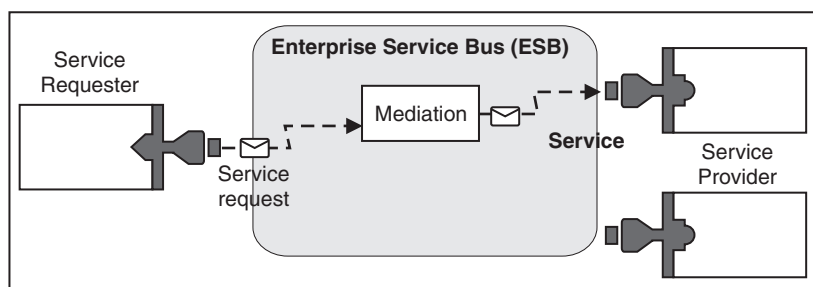 Enterprise Service Bus (ESB)
Service
Requester
Mediation
Service
Service
request
Service
Provider